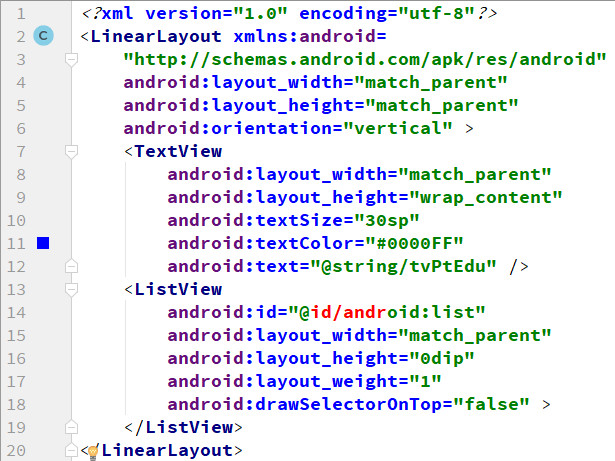 1 <?xml version="1.0" encoding="utf-8"?>
2 C <LinearLayout xmlns:android=
3 "http://schemas.android.com/apk/res/android"
4 android:layout_width="match_parent"
5 android:layout_height="match_parent"
6 android:orientation="vertical" >
7 <TextView
8 android:layout_width="match_parent"
9 android:layout_height="wrap_content"
10 android:textSize="30sp"
11 android:textColor="#0000FF"
12 android:text="@string/tvPtEdu" />
13 <ListView
14 android:id="@id/android:list"
15 android:layout_width="match_parent"
16 android:layout_height="0dip"
17 android:layout_weight="1"
18 android:drawSelectorOnTop="false" >
19 </ListView>
20 </LinearLayout>